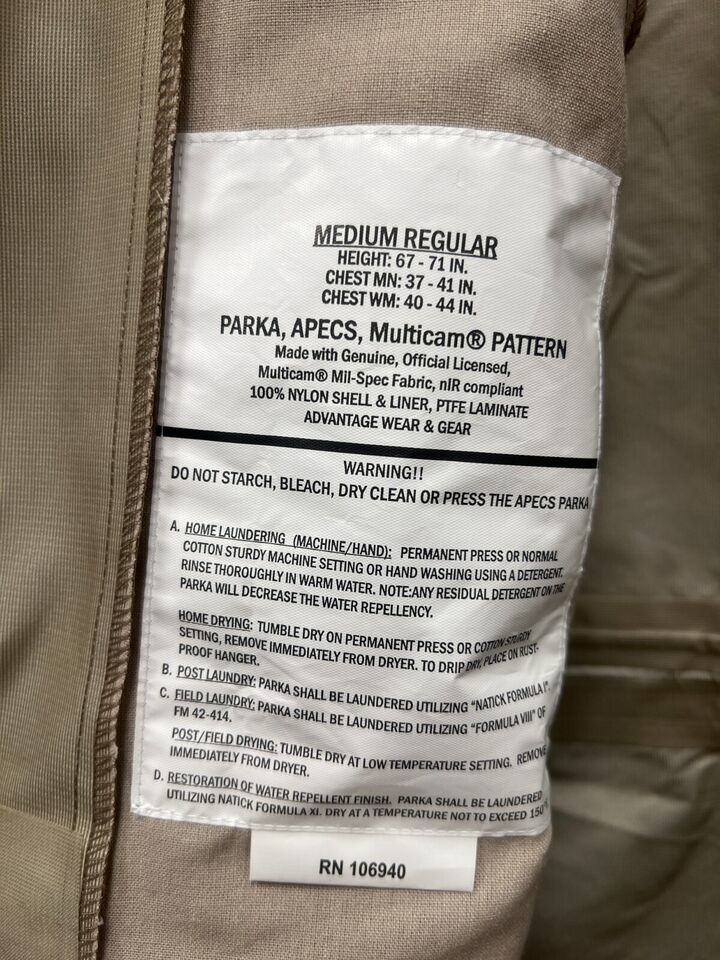 MEDIUM REGULAR
HEIGHT: 67 - 71 IN.
CHEST MN: 37 - 41 IN.
CHEST WM: 40 - 44 IN.
PARKA, APECS, Multicam® PATTERN
Made with Genuine, Official Licensed,
Multicam® Mil-Spec Fabric, nIR compliant
100% NYLON SHELL & LINER, PTFE LAMINATE
ADVANTAGE WEAR & GEAR
WARNING!!
DO NOT STARCH, BLEACH, DRY CLEAN OR PRESS THE APECS PARKA
A. HOME LAUNDERING (MACHINE/HAND): PERMANENT PRESS OR NORMAL
COTTON STURDY MACHINE SETTING OR HAND WASHING USING A DETERGENT.
RINSE THOROUGHLY IN WARM WATER. NOTE:ANY RESIDUAL DETERGENT ON THE
PARKA WILL DECREASE THE WATER REPELLENCY.
HOME DRYING: TUMBLE DRY ON PERMANENT PRESS OR COTTON STURDY
SETTING, REMOVE IMMEDIATELY FROM DRYER. TO DRIP DRY, PLACE ON RUST-
PROOF HANGER.
B. POST LAUNDRY: PARKA SHALL BE LAUNDERED UTILIZING "NATICK FORMULA I".
C. FIELD LAUNDRY: PARKA SHALL BE LAUNDERED UTILIZING "FORMULA VIII" OF
FM 42-414.
POST/FIELD DRYING: TUMBLE DRY AT LOW TEMPERATURE SETTING. REMOVE
IMMEDIATELY FROM DRYER.
D. RESTORATION OF WATER REPELLENT FINISH. PARKA SHALL BE LAUNDERED
UTILIZING NATICK FORMULA XI. DRY AT A TEMPERATURE NOT TO EXCEED 150°
RN 106940